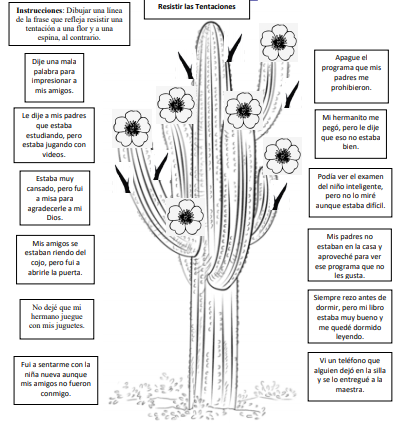 Instrucciones: Dibujar una línea
de la frase que refleja resistir una
tentación a una flor y a una
espina, al contrario.
Resistir las Tentaciones
Dije una mala
palabra para
impresionar a
mis amigos.
Le dije a mis padres
que estaba
estudiando, pero
estaba jugando con
videos.
Estaba muy
cansado, pero fui
a misa para
agradecerle a mi
Dios.
Mis amigos se
estaban riendo del
cojo, pero fui a
abrirle la puerta.
No dejé que mi
hermano juegue
con mis juguetes.
Fui a sentarme con la
niña nueva aunque
mis amigos no fueron
conmigo.
Apague el
programa que mis
padres me
prohibieron.
Mi hermanito me
pegó, pero le dije
que eso no estaba
bien.
Podía ver el examen
del niño inteligente,
pero no lo miré
aunque estaba difícil.
Mis padres no
estaban en la casa y
aproveché para ver
ese programa que no
les gusta.
Siempre rezo antes de
dormir, pero mi libro
estaba muy bueno y
me quedé dormido
leyendo.
Vi un teléfono que
alguien dejó en la silla
y se lo entregué a la
maestra.